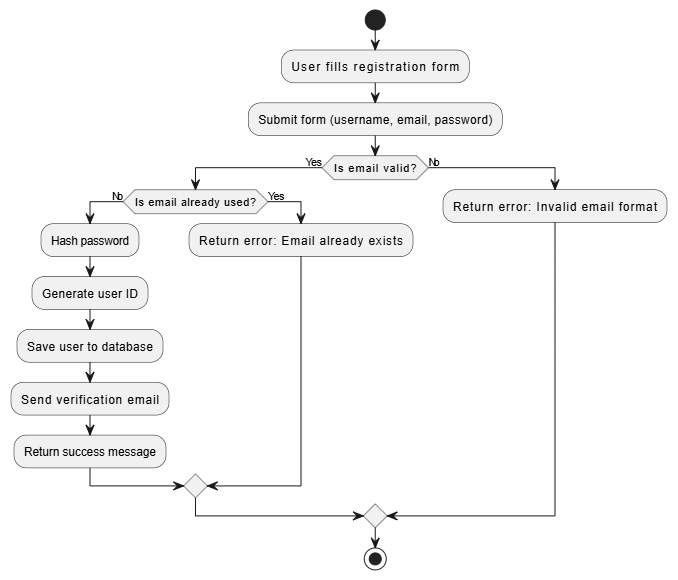 User fills registration form
Submit form (username, email, password)
Yes
Is email valid?
No
No
Is email already used?
Yes
Return error: Invalid email format
Hash password
Return error: Email already exists
Generate user ID
Save user to database
Send verification email
Return success message